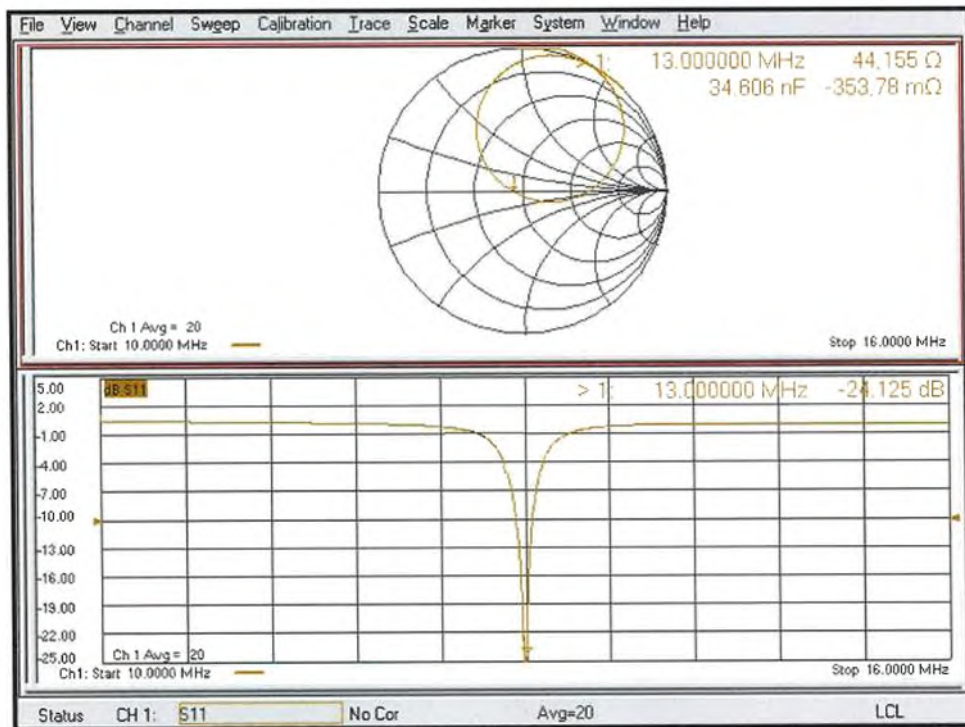 File View Channel Sweep Calibration Trace Scale Marker System Window Help
> 1: 13.000000 MHz 44.155 Ω
34.606 nF -353.78 mΩ
1
Ch 1 Avg = 20
Ch1: Start 10.0000 MHz
Stop 16.0000 MHz
5.00
dB S11
> 1: 13.000000 MHz -24.125 dB
2.00
-1.00
-4.00
-7.00
-10.00
-13.00
-16.00
-19.00
-22.00
-25.00
Ch 1 Avg = 20
Ch1: Start 10.0000 MHz
Stop 16.0000 MHz
Status CH 1: S11 No Cor Avg=20 LCL